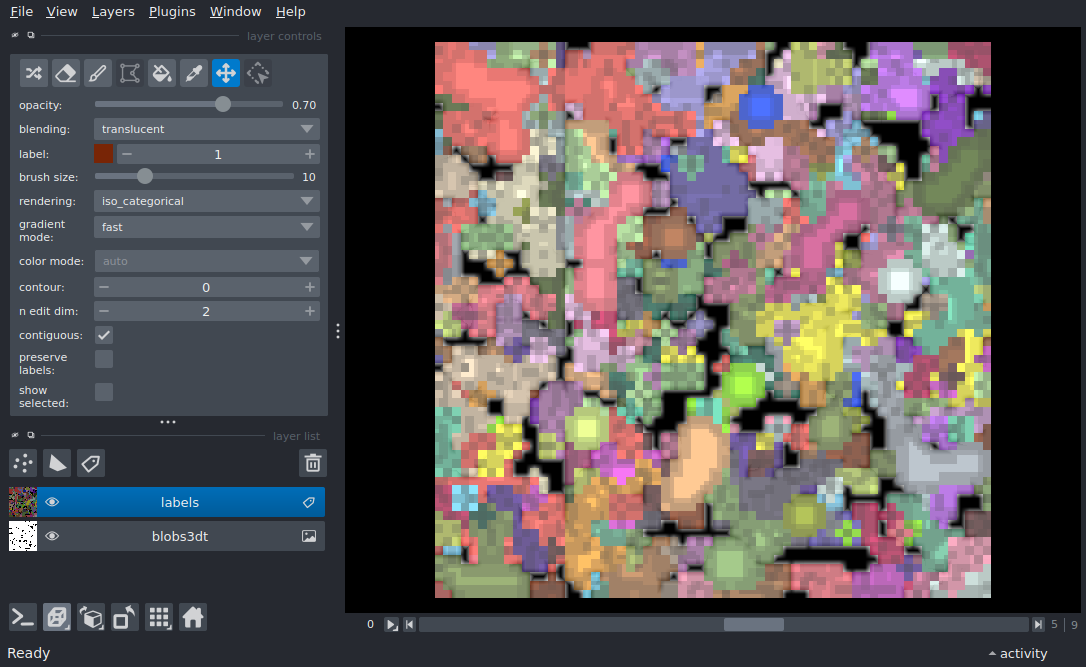 File View Layers Plugins Window Help
layer controls
opacity: 0.70
blending: translucent
label: 1
brush size: 10
rendering: iso_categorical
gradient
mode: fast
color mode: auto
contour: 0
n edit dim: 2
contiguous:
preserve
labels:
show
selected:
layer list
labels
blobs3dt
0 5 | 9
Ready activity